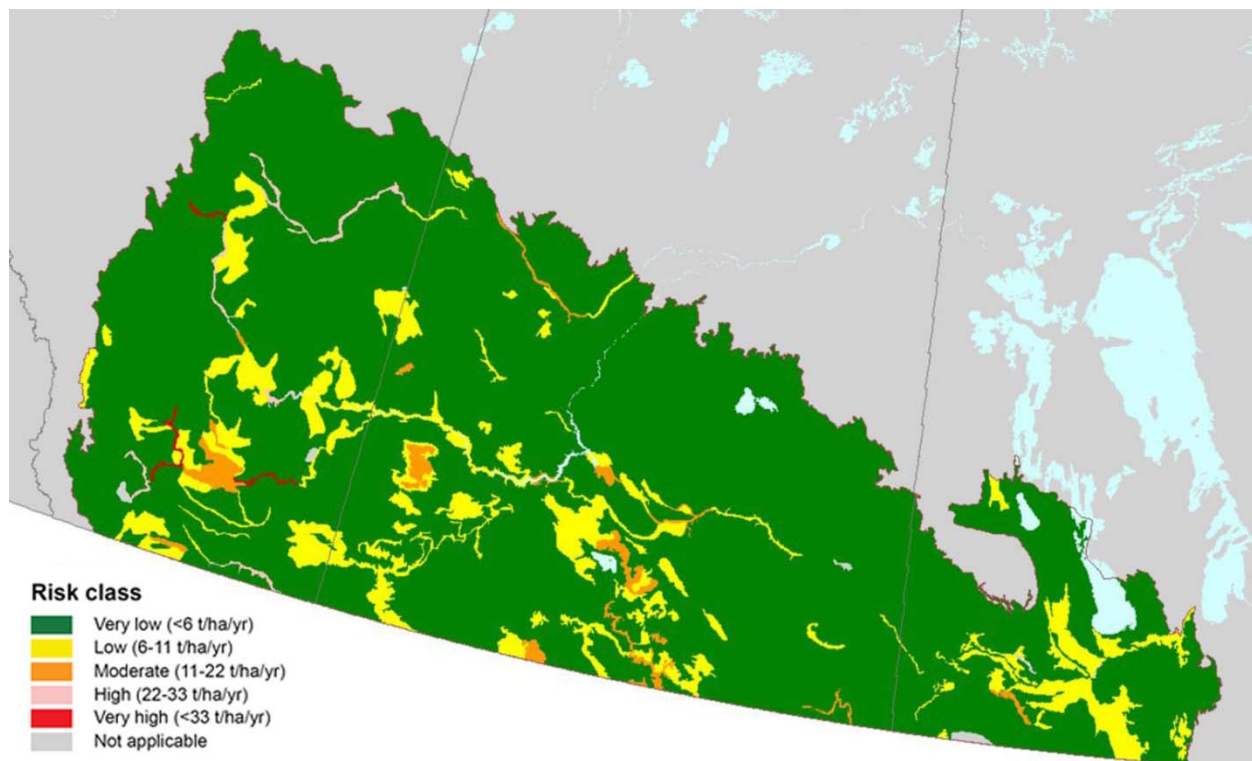 Risk class
Very low (<6 t/ha/yr)
Low (6-11 t/ha/yr)
Moderate (11-22 t/ha/yr)
High (22-33 t/ha/yr)
Very high (<33 t/ha/yr)
Not applicable